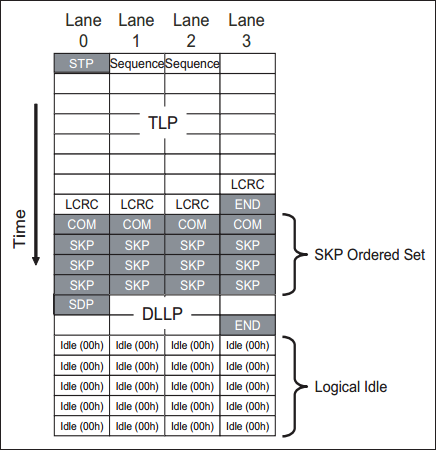 Lane Lane Lane Lane
0 1 2 3
STP Sequence Sequence
TLP
LCRC
LCRC LCRC LCRC END
COM COM COM COM
SKP SKP SKP SKP
SKP SKP SKP SKP
SKP SKP SKP SKP
SKP Ordered Set
SDP
DLLP
END
Idle (00h) Idle (00h) Idle (00h) Idle (00h)
Idle (00h) Idle (00h) Idle (00h) Idle (00h)
Idle (00h) Idle (00h) Idle (00h) Idle (00h)
Idle (00h) Idle (00h) Idle (00h) Idle (00h)
Idle (00h) Idle (00h) Idle (00h) Idle (00h)
Logical Idle
Time